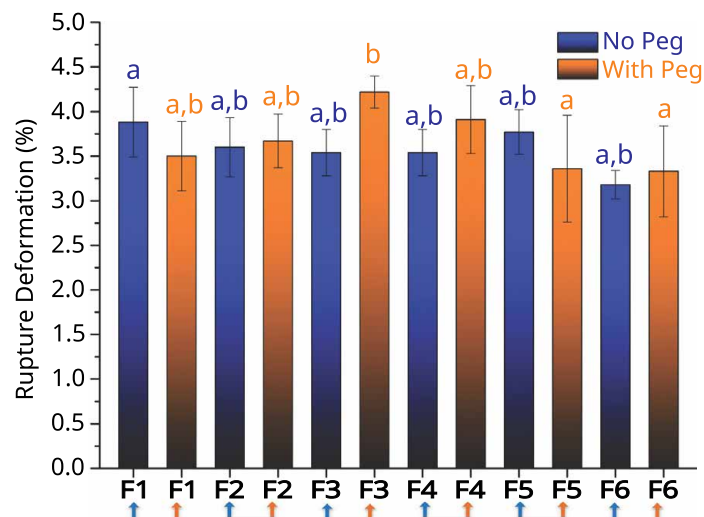 Rupture Deformation (%)
5.0
4.5
4.0
3.5
3.0
2.5
2.0
1.5
1.0
0.5
0.0
No Peg
With Peg
a
a,b
a,b
a,b
a,b
b
a,b
a,b
a,b
a
a,b
a
F1 F1 F2 F2 F3 F3 F4 F4 F5 F5 F6 F6